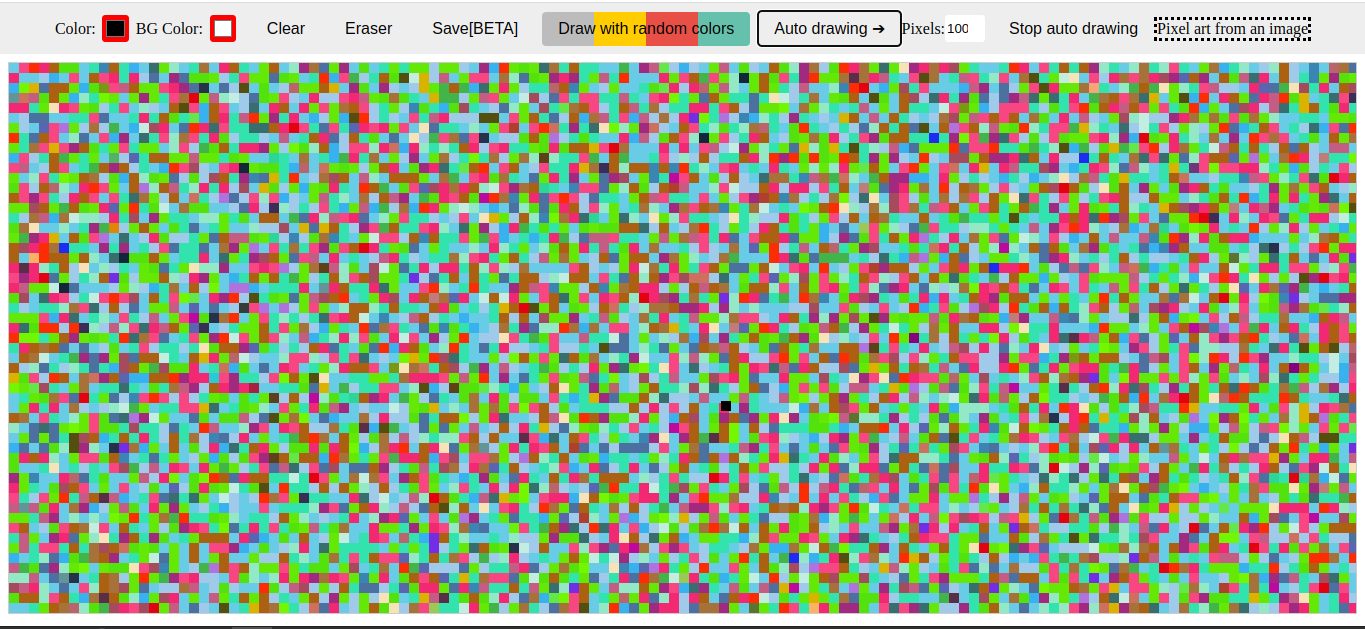 Color: BG Color: Clear Eraser Save[BETA] Draw with random colors Auto drawing ➔ Pixels: 100 Stop auto drawing Pixel art from an image